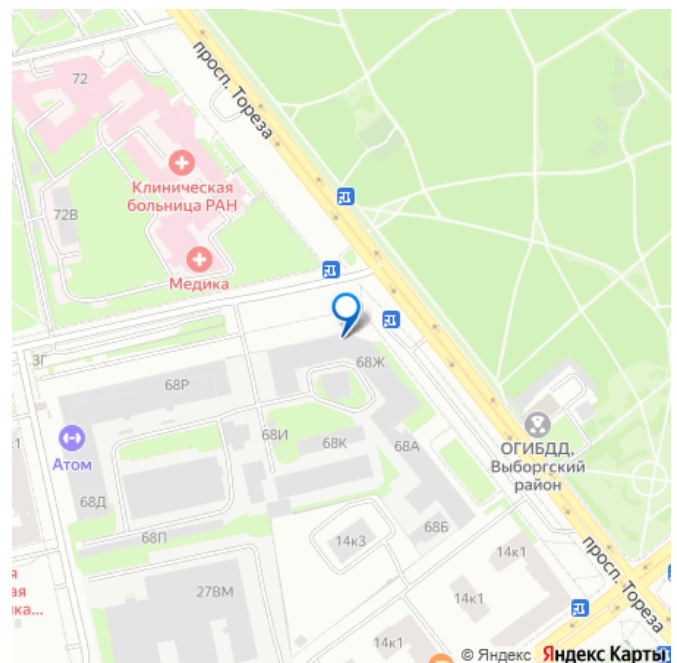 просп. Тореза
72
Клиническая
больница РАН
72В
Медика
3Г
68Ж
68Р
68И
68К
68А
Атом
ОГИБДД,
Выборгский
район
68Д
68П
68Б
14к3
14к1
просп. Тореза
27ВМ
14к1
14к1
© Яндекс Яндекс Карты